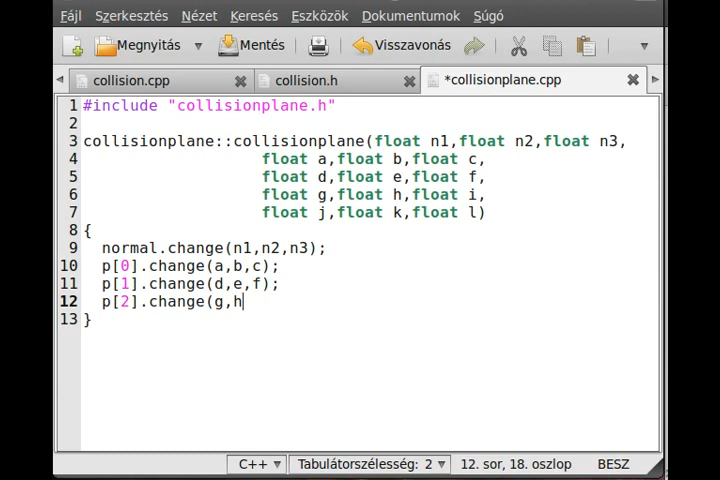 Fájl Szerkesztés Nézet Keresés Eszközök Dokumentumok Súgó
Megnyitás Mentés Visszavonás
collision.cpp collision.h *collisionplane.cpp
1 #include "collisionplane.h"
2
3 collisionplane::collisionplane(float n1,float n2,float n3,
4 float a,float b,float c,
5 float d,float e,float f,
6 float g,float h,float i,
7 float j,float k,float l)
8 {
9 normal.change(n1,n2,n3);
10 p[0].change(a,b,c);
11 p[1].change(d,e,f);
12 p[2].change(g,h
13 }
C++ Tabulátorszélesség: 2 12. sor, 18. oszlop BESZ